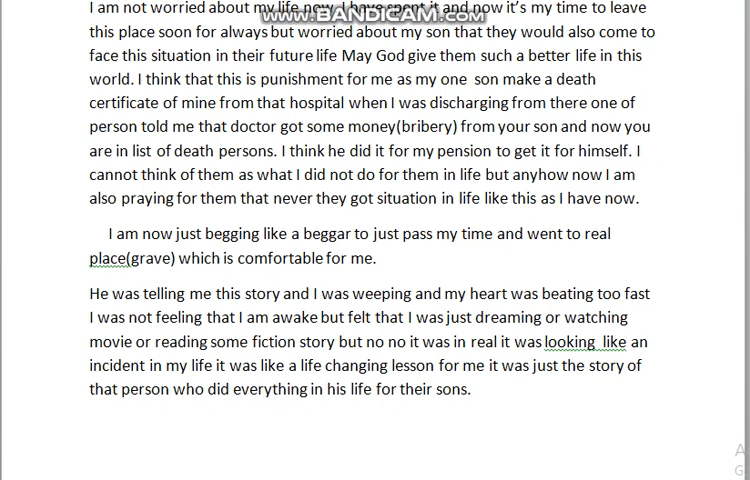 I am not worried about my life now. I have spent it and now it's my time to leave
www.BANDICAM.com
this place soon for always but worried about my son that they would also come to
face this situation in their future life May God give them such a better life in this
world. I think that this is punishment for me as my one  son make a death
certificate of mine from that hospital when I was discharging from there one of
person told me that doctor got some money(bribery) from your son and now you
are in list of death persons. I think he did it for my pension to get it for himself. I
cannot think of them as what I did not do for them in life but anyhow now I am
also praying for them that never they got situation in life like this as I have now.
I am now just begging like a beggar to just pass my time and went to real
place(grave) which is comfortable for me.
He was telling me this story and I was weeping and my heart was beating too fast
I was not feeling that I am awake but felt that I was just dreaming or watching
movie or reading some fiction story but no no it was in real it was looking  like an
incident in my life it was like a life changing lesson for me it was just the story of
that person who did everything in his life for their sons.